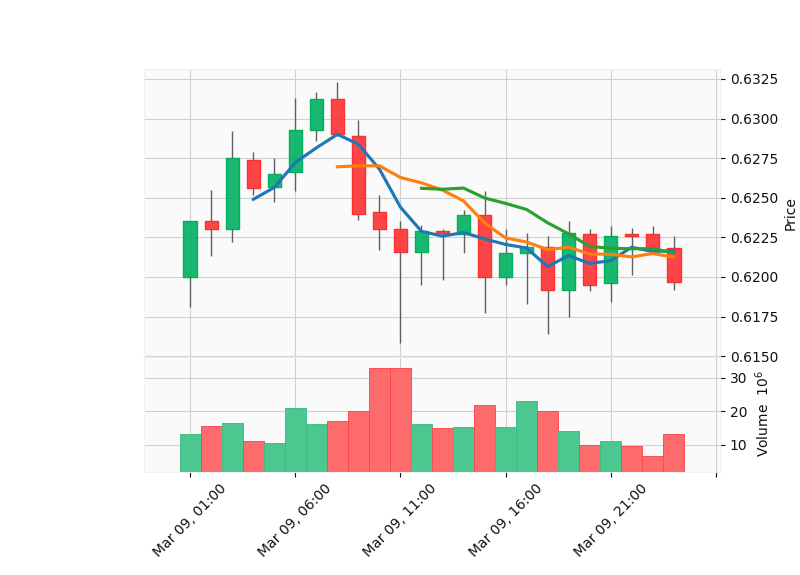 0.6325
0.6300
0.6275
0.6250
0.6225
0.6200
0.6175
0.6150
Price
30
20
10
Volume 10⁶
Mar 09, 01:00
Mar 09, 06:00
Mar 09, 11:00
Mar 09, 16:00
Mar 09, 21:00